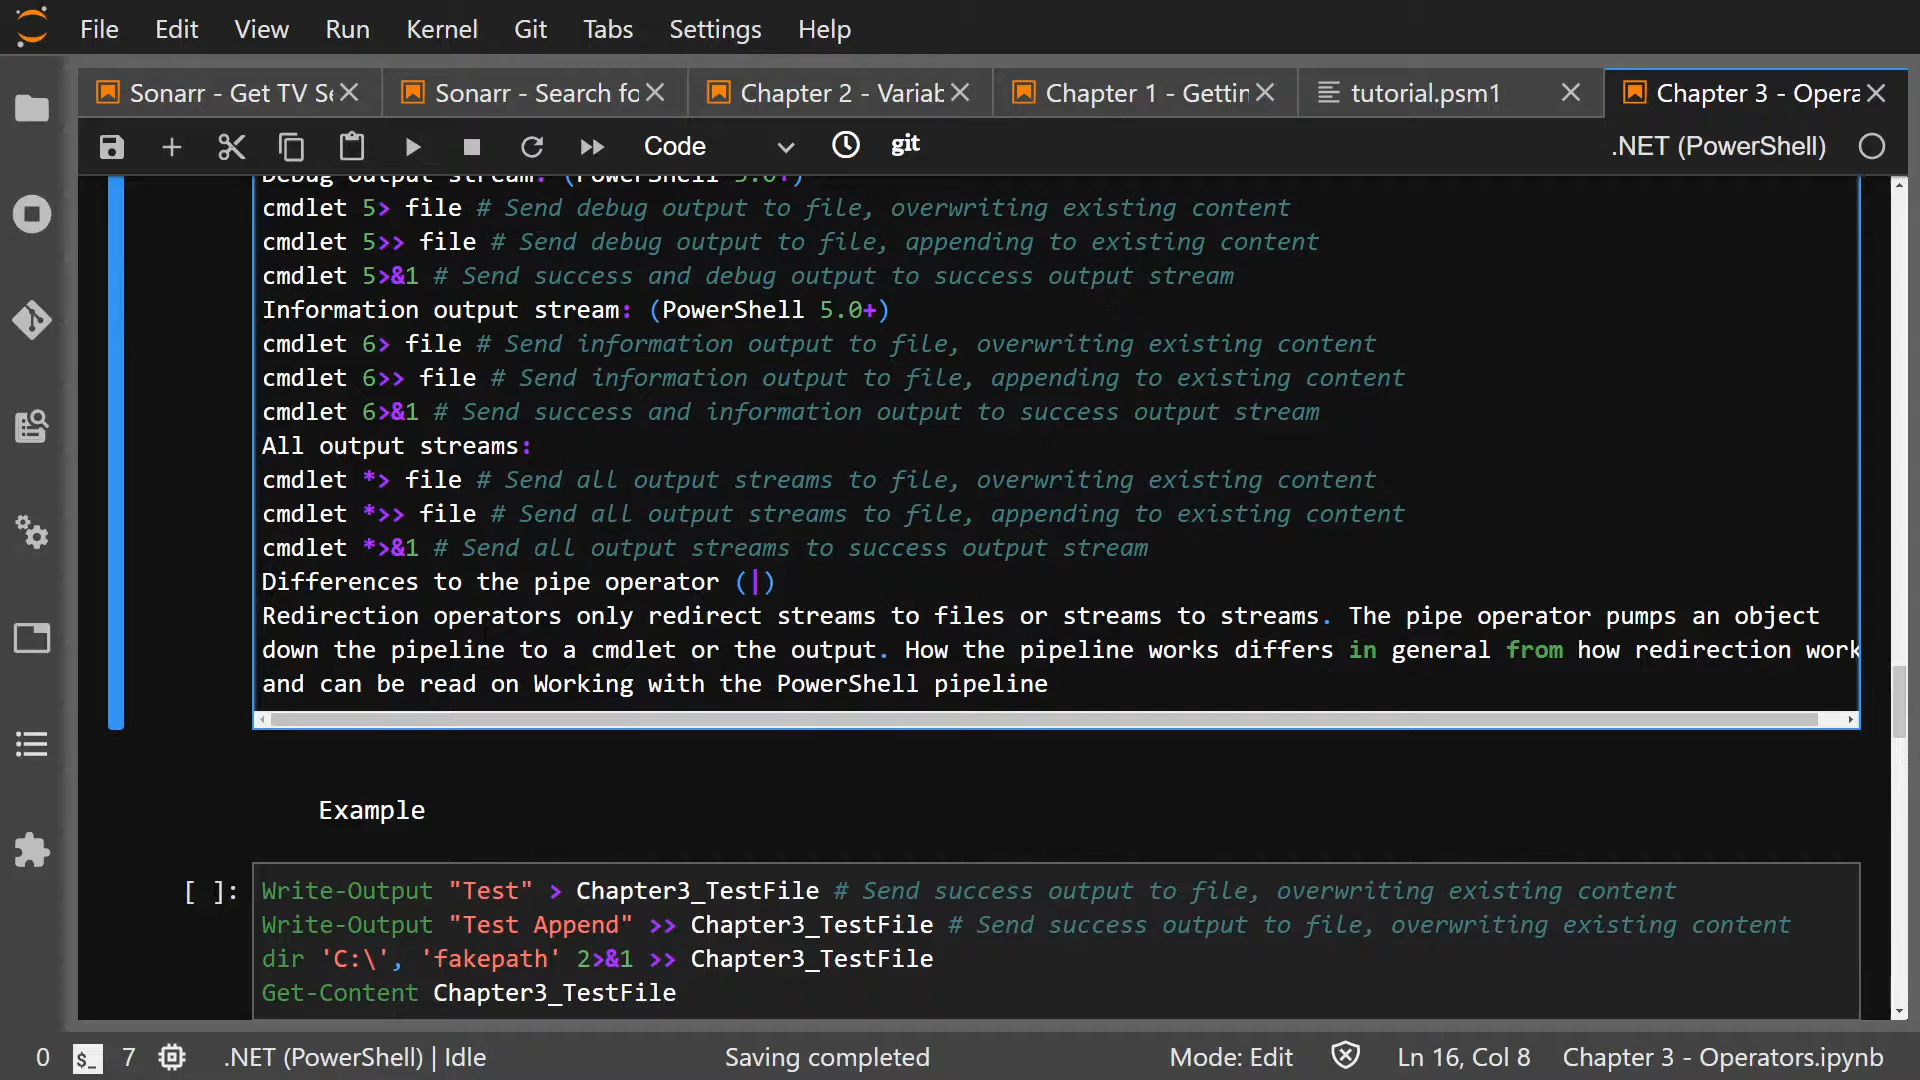 File Edit View Run Kernel Git Tabs Settings Help
Sonarr - Get TV Se
Sonarr - Search fo
Chapter 2 - Variab
Chapter 1 - Gettin
tutorial.psm1
Chapter 3 - Opera
Code git .NET (PowerShell)
Debug output stream: (PowerShell 5.0+)
cmdlet 5> file # Send debug output to file, overwriting existing content
cmdlet 5>> file # Send debug output to file, appending to existing content
cmdlet 5>&1 # Send success and debug output to success output stream
Information output stream: (PowerShell 5.0+)
cmdlet 6> file # Send information output to file, overwriting existing content
cmdlet 6>> file # Send information output to file, appending to existing content
cmdlet 6>&1 # Send success and information output to success output stream
All output streams:
cmdlet *> file # Send all output streams to file, overwriting existing content
cmdlet *>> file # Send all output streams to file, appending to existing content
cmdlet *>&1 # Send all output streams to success output stream
Differences to the pipe operator (|)
Redirection operators only redirect streams to files or streams to streams. The pipe operator pumps an object
down the pipeline to a cmdlet or the output. How the pipeline works differs in general from how redirection work
and can be read on Working with the PowerShell pipeline
Example
[ ]:
Write-Output "Test" > Chapter3_TestFile # Send success output to file, overwriting existing content
Write-Output "Test Append" >> Chapter3_TestFile # Send success output to file, overwriting existing content
dir 'C:\', 'fakepath' 2>&1 >> Chapter3_TestFile
Get-Content Chapter3_TestFile
0 $_ 7 .NET (PowerShell) | Idle Saving completed Mode: Edit Ln 16, Col 8 Chapter 3 - Operators.ipynb